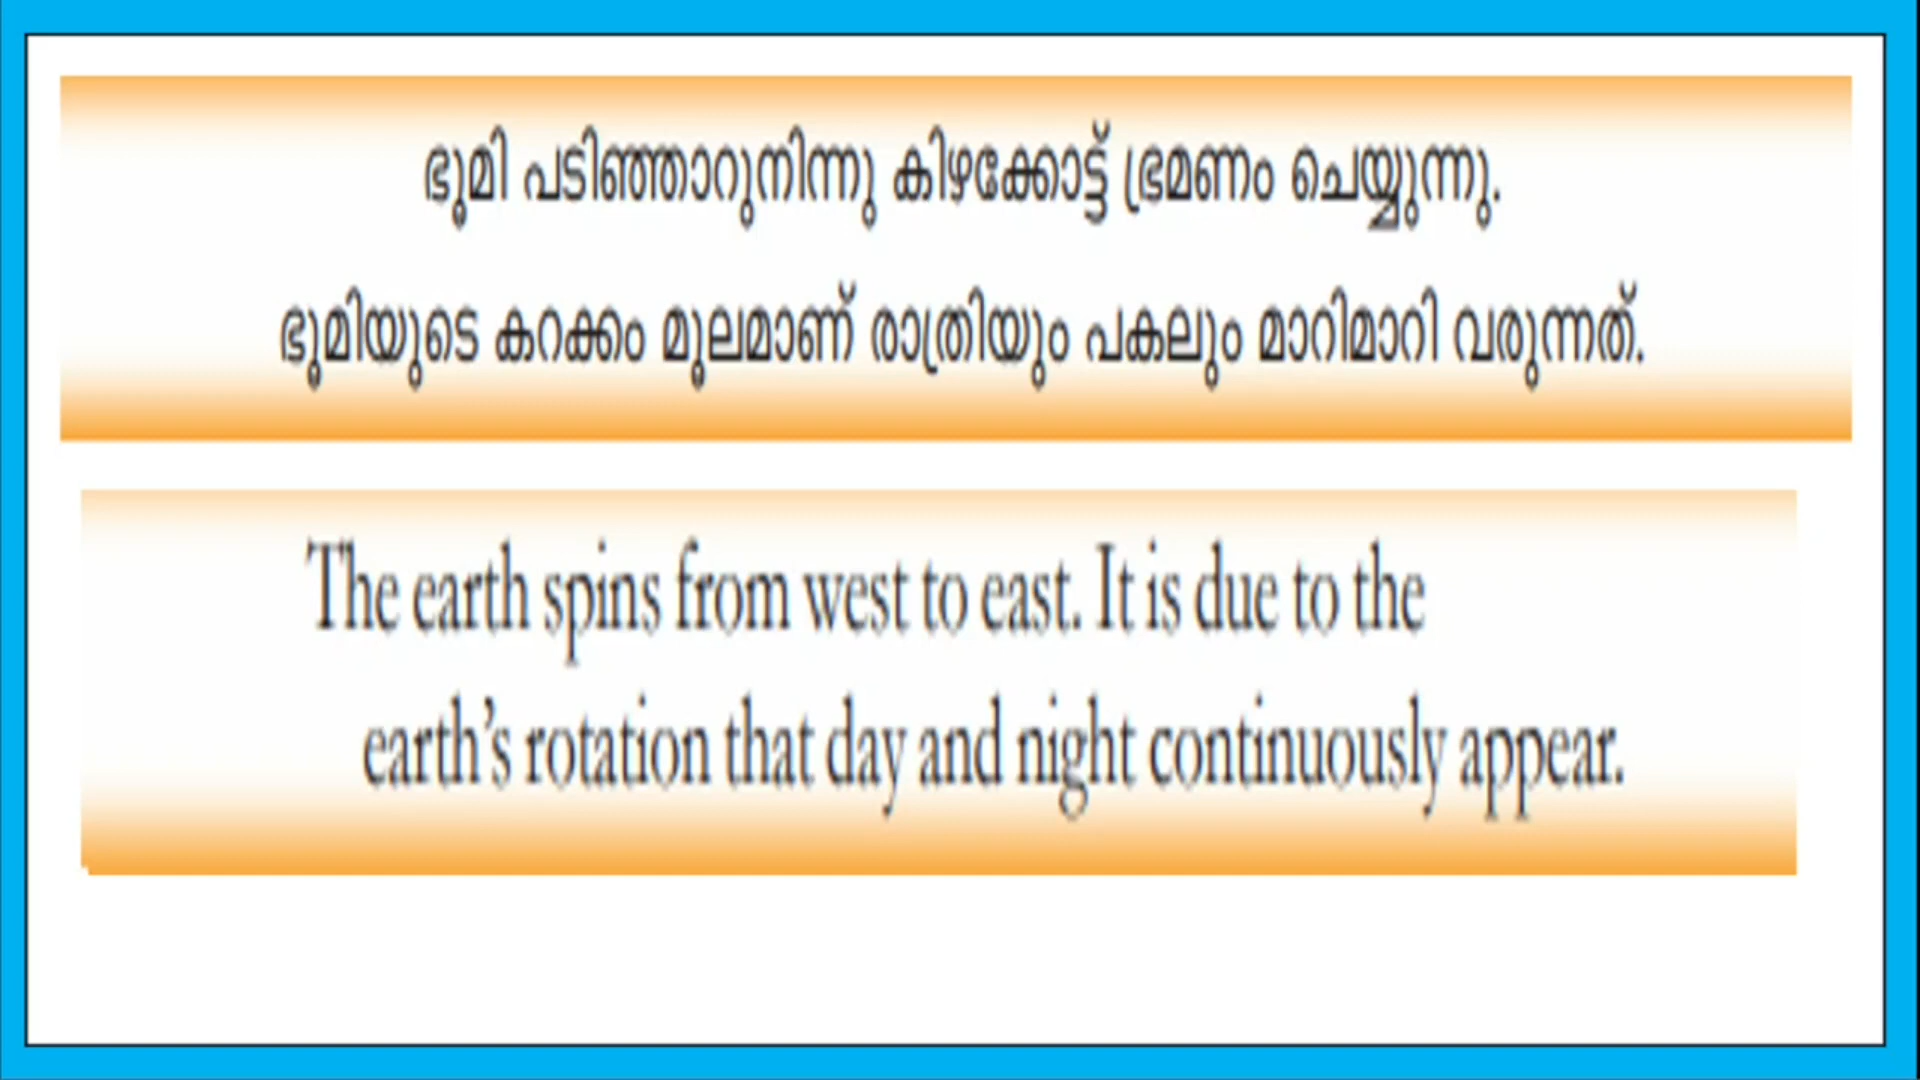 ഭൂമി പടിഞ്ഞാറുനിന്നു കിഴക്കോട്ട് ഭ്രമണം ചെയ്യുന്നു.
ഭൂമിയുടെ കറക്കം മൂലമാണ് രാത്രിയും പകലും മാറിമാറി വരുന്നത്.
The earth spins from west to east. It is due to the
earth’s rotation that day and night continuously appear.